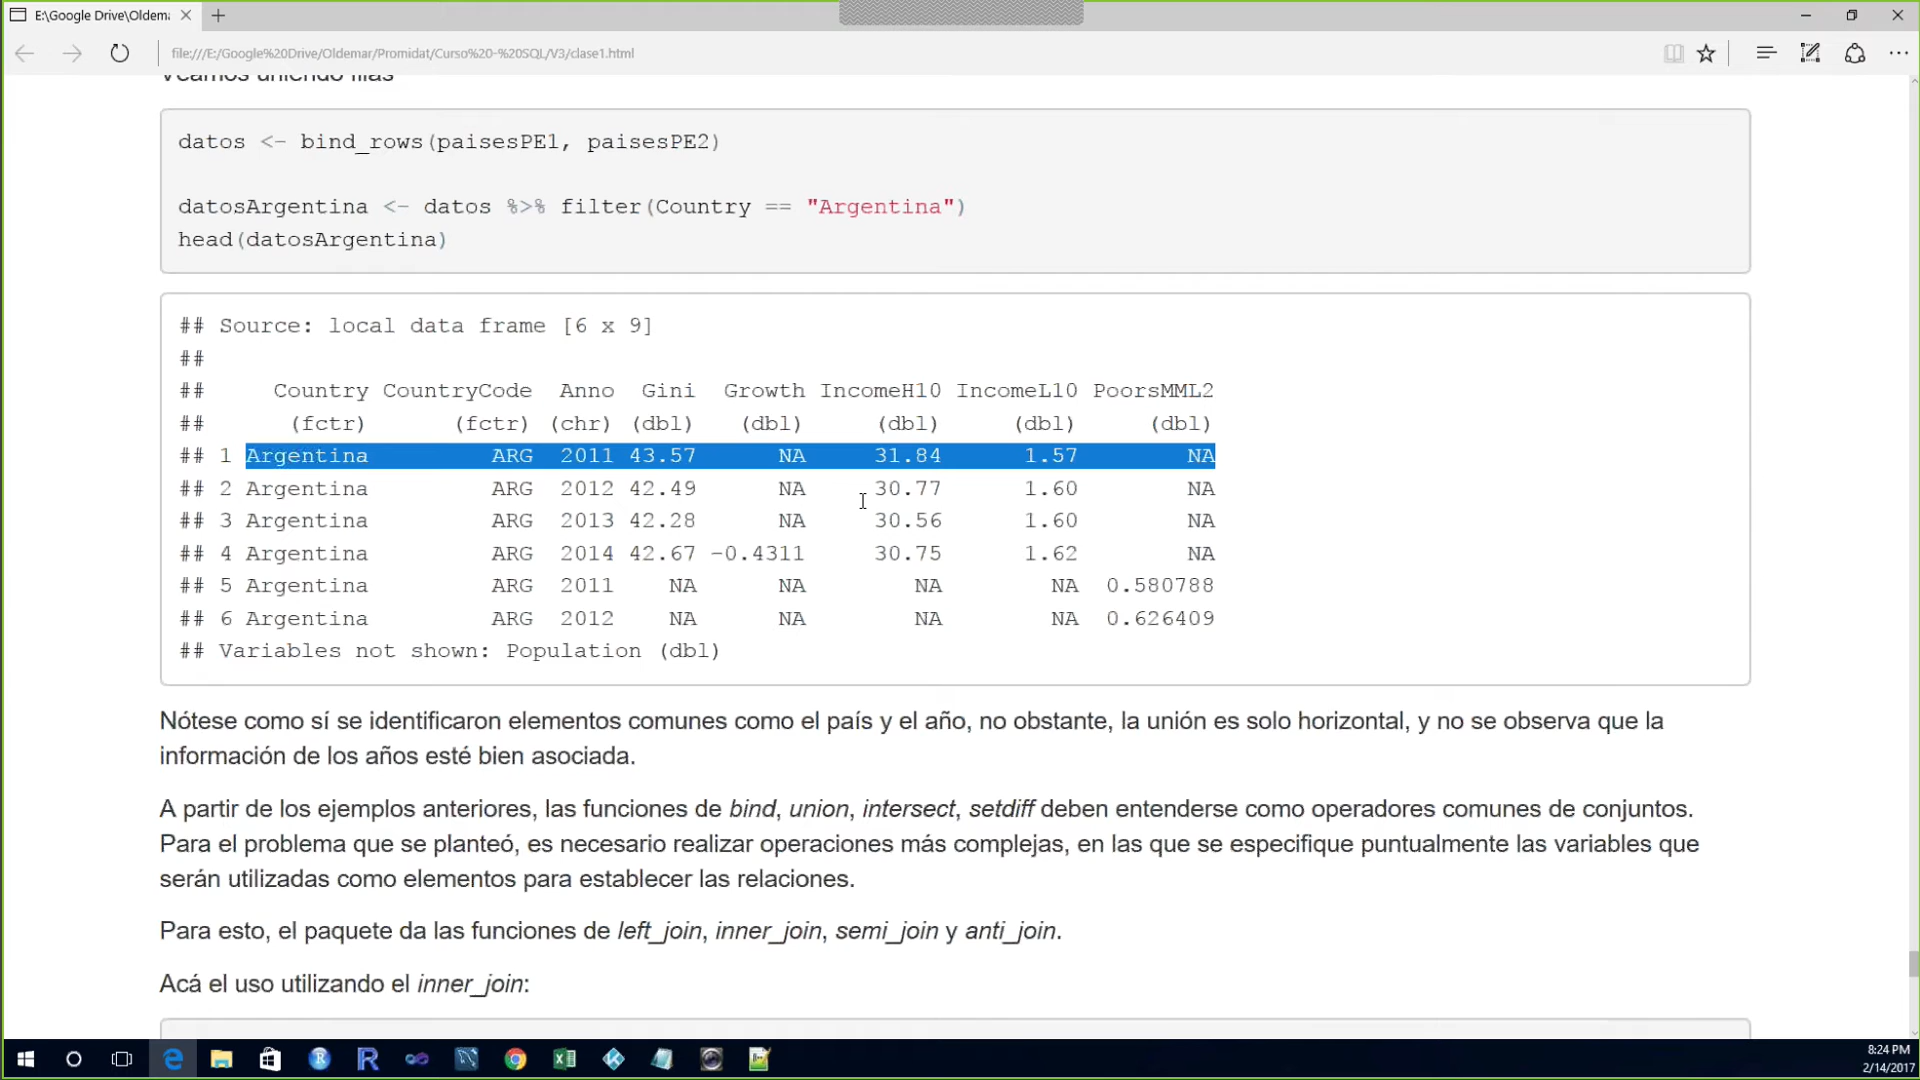 E:\Google Drive\Oldema
file:///E:/Google%20Drive/Oldemar/Promidat/Curso%20-%20SQL/V3/clase1.html
Veamos uniendo filas
datos <- bind_rows(paisesPE1, paisesPE2)
datosArgentina <- datos %>% filter(Country == "Argentina")
head(datosArgentina)
## Source: local data frame [6 x 9]
##
## Country CountryCode Anno Gini Growth IncomeH10 IncomeL10 PoorsMML2
## (fctr) (fctr) (chr) (dbl) (dbl) (dbl) (dbl) (dbl)
## 1 Argentina ARG 2011 43.57 NA 31.84 1.57 NA
## 2 Argentina ARG 2012 42.49 NA 30.77 1.60 NA
## 3 Argentina ARG 2013 42.28 NA 30.56 1.60 NA
## 4 Argentina ARG 2014 42.67 -0.4311 30.75 1.62 NA
## 5 Argentina ARG 2011 NA NA NA NA 0.580788
## 6 Argentina ARG 2012 NA NA NA NA 0.626409
## Variables not shown: Population (dbl)
Nótese como sí se identificaron elementos comunes como el país y el año, no obstante, la unión es solo horizontal, y no se observa que la
información de los años esté bien asociada.
A partir de los ejemplos anteriores, las funciones de bind, union, intersect, setdiff deben entenderse como operadores comunes de conjuntos.
Para el problema que se planteó, es necesario realizar operaciones más complejas, en las que se especifique puntualmente las variables que
serán utilizadas como elementos para establecer las relaciones.
Para esto, el paquete da las funciones de left_join, inner_join, semi_join y anti_join.
Acá el uso utilizando el inner_join:
8:24 PM
2/14/2017